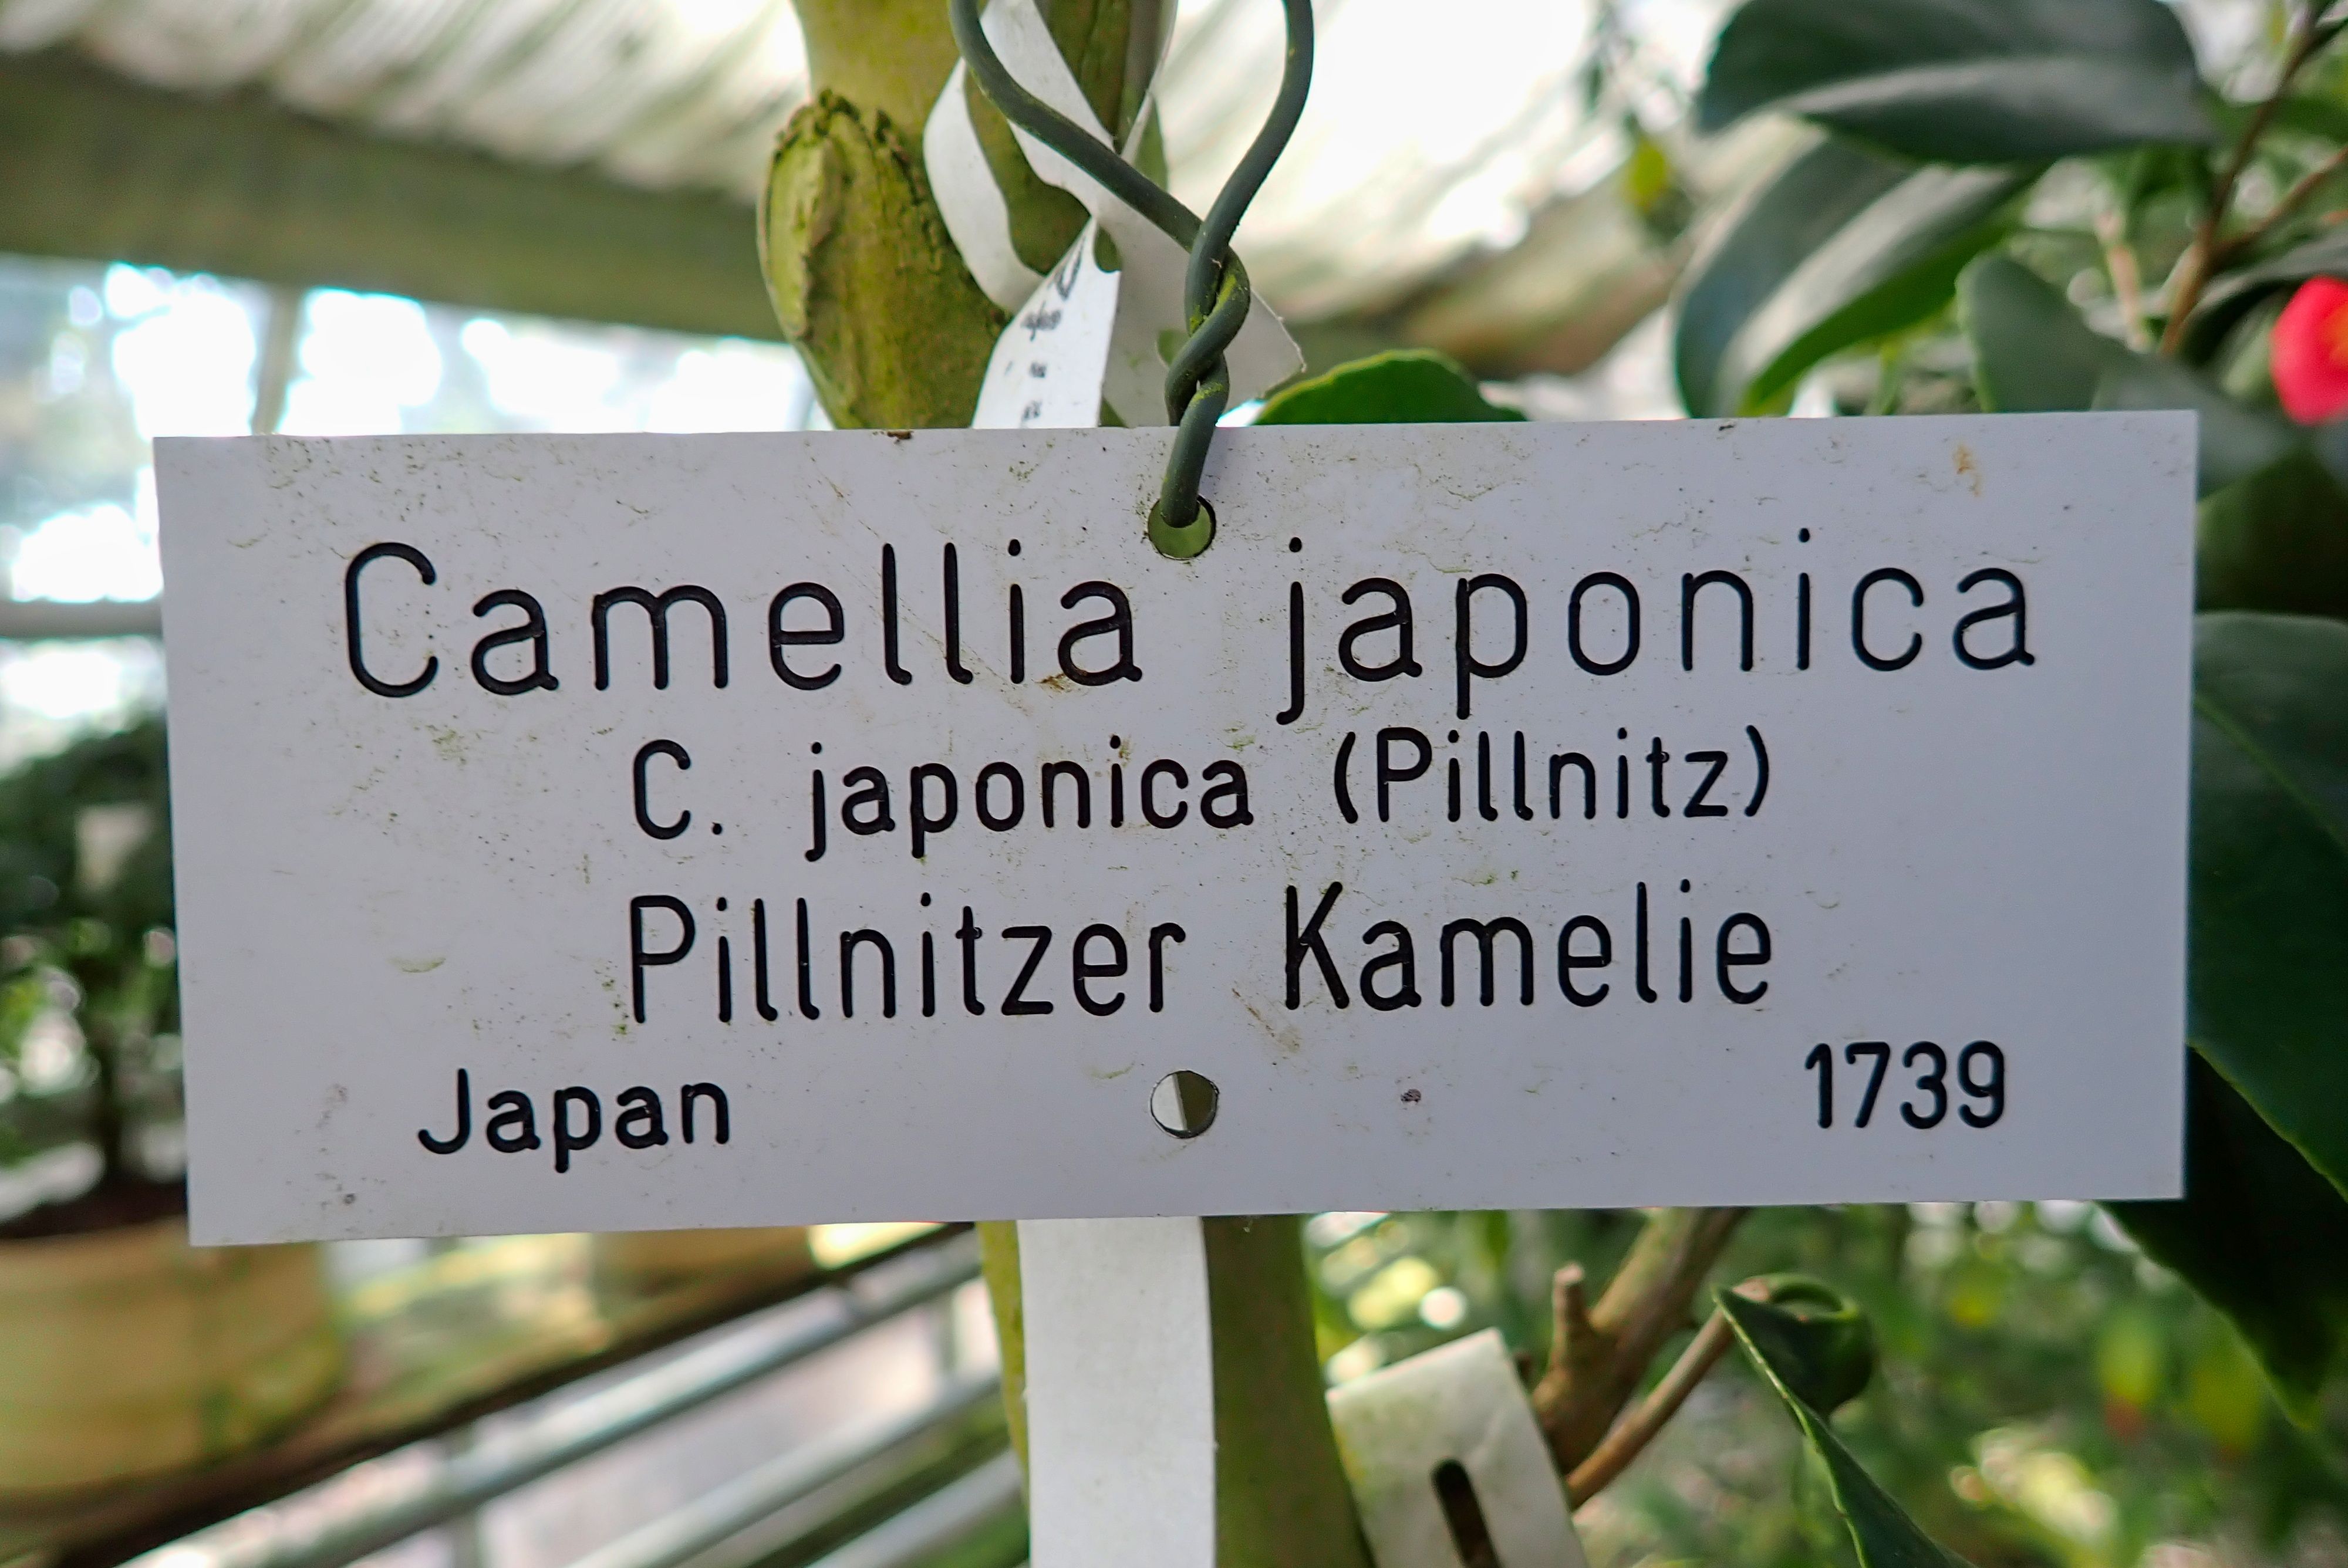 Camellia japonica
C. japonica (Pillnitz)
Pillnitzer Kamelie
Japan 1739